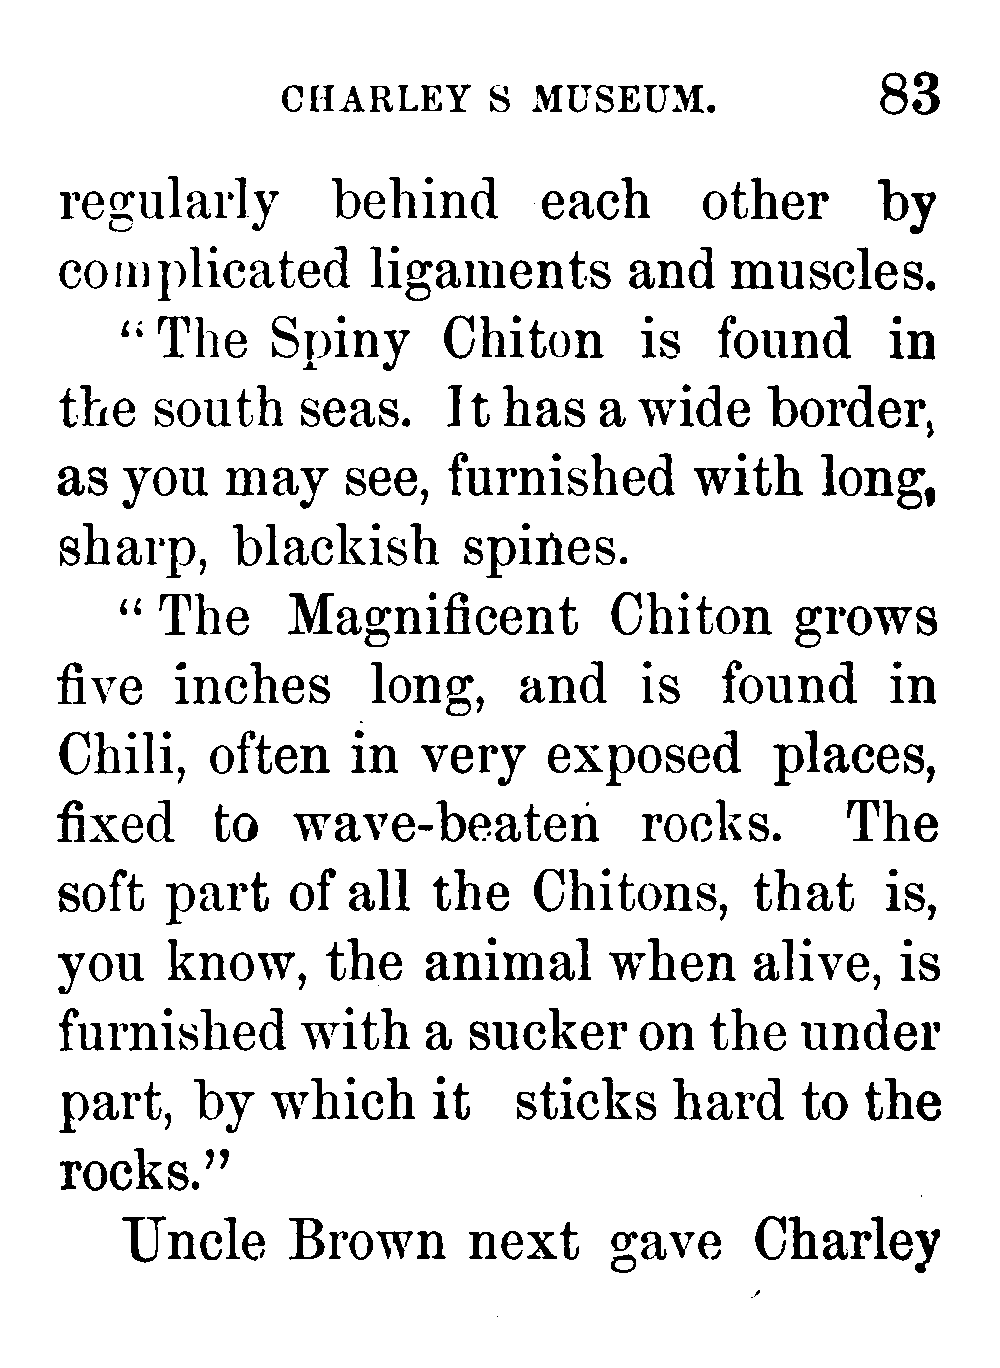 CHARLEY S MUSEUM. 83
regularly behind each other by
complicated ligaments and muscles.
"The Spiny Chiton is found in
the south seas. It has a wide border,
as you may see, furnished with long,
sharp, blackish spines.
"The Magnificent Chiton grows
five inches long, and is found in
Chili, often in very exposed places,
fixed to wave-beaten rocks. The
soft part of all the Chitons, that is,
you know, the animal when alive, is
furnished with a sucker on the under
part, by which it sticks hard to the
rocks."
Uncle Brown next gave Charley